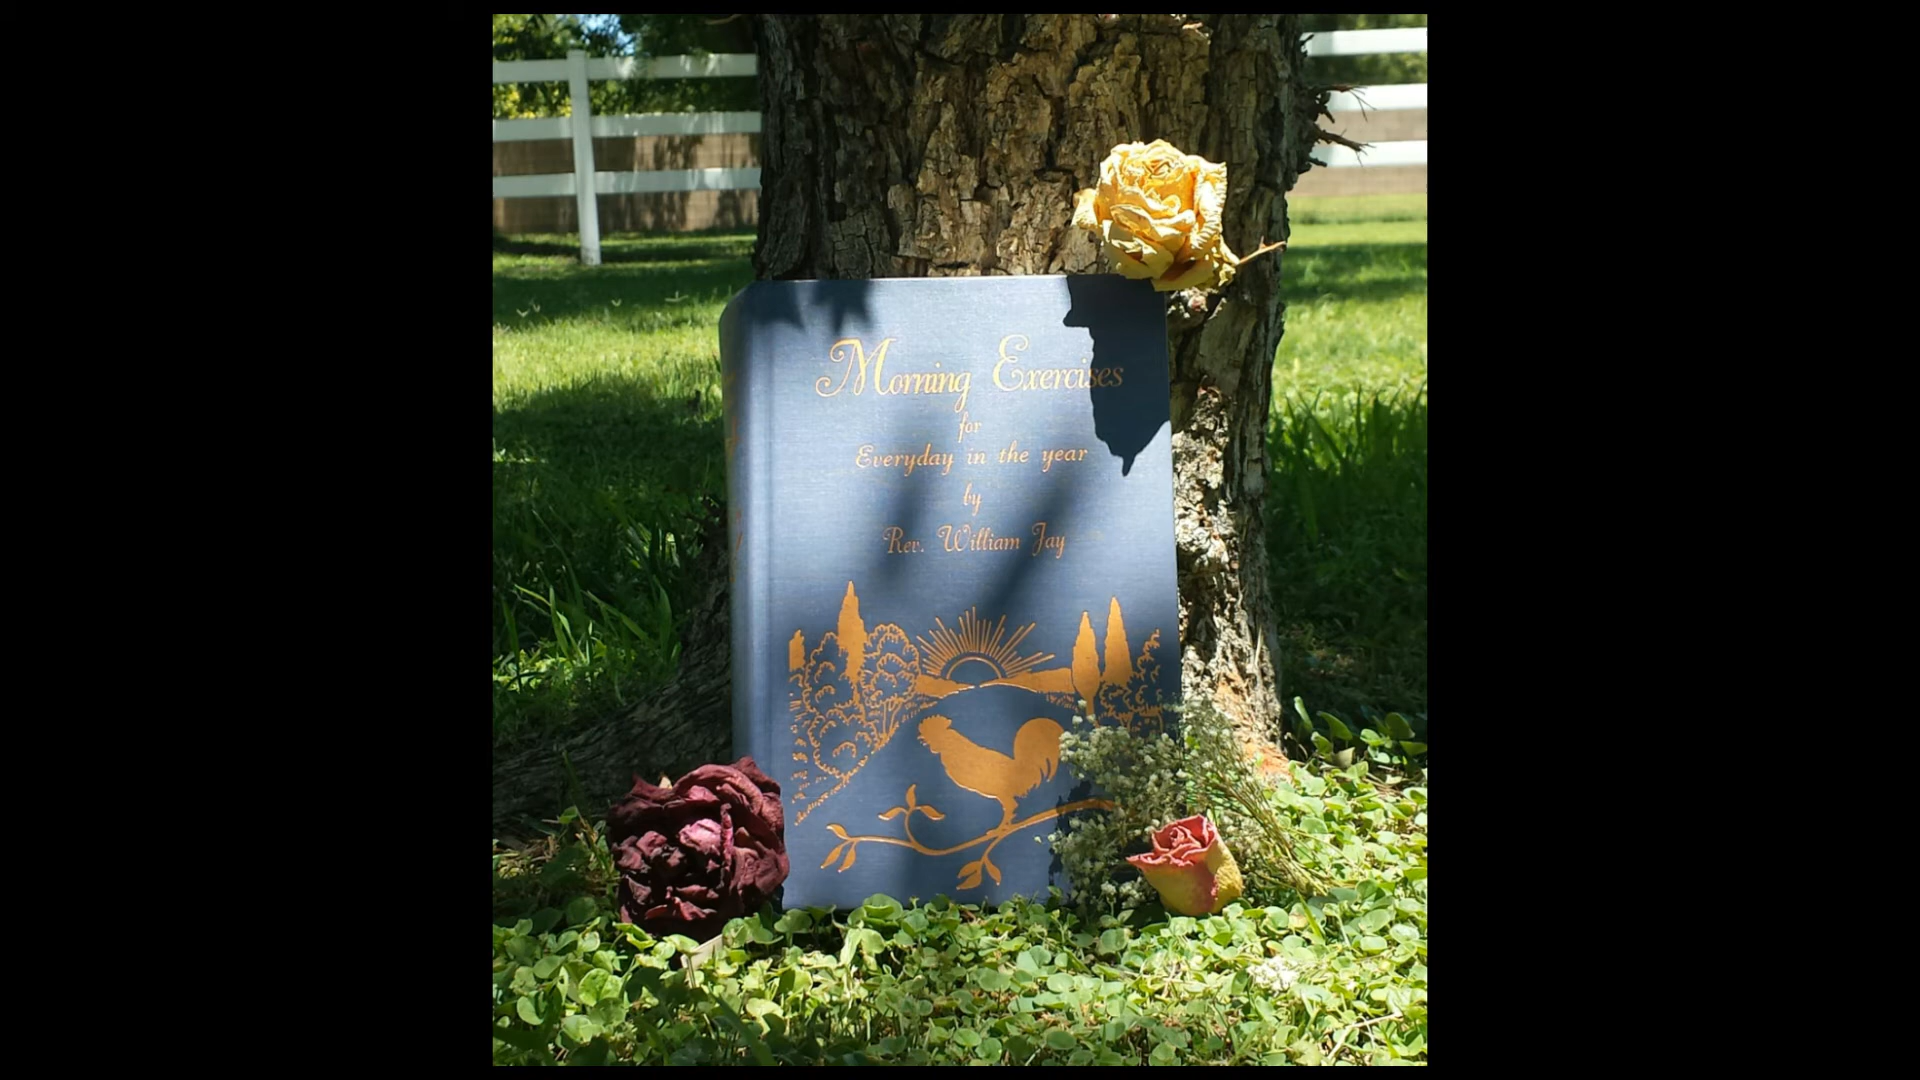 Morning Exercises
for
Everyday in the year
by
Rev. William Jay